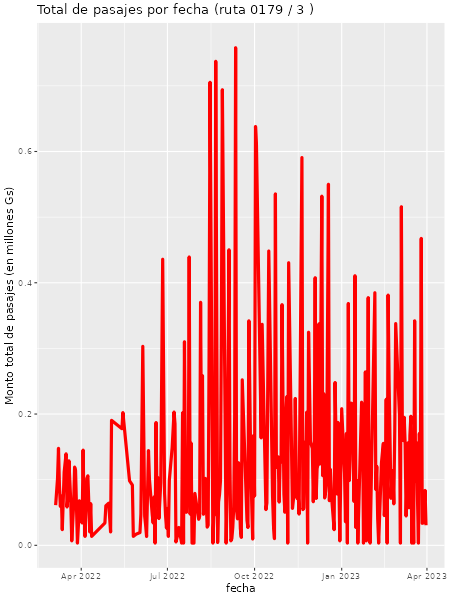 Total de pasajes por fecha (ruta 0179 / 3 )
Monto total de pasajes (en millones Gs)
0.6
0.4
0.2
0.0
Apr 2022
Jul 2022
Oct 2022
Jan 2023
Apr 2023
fecha